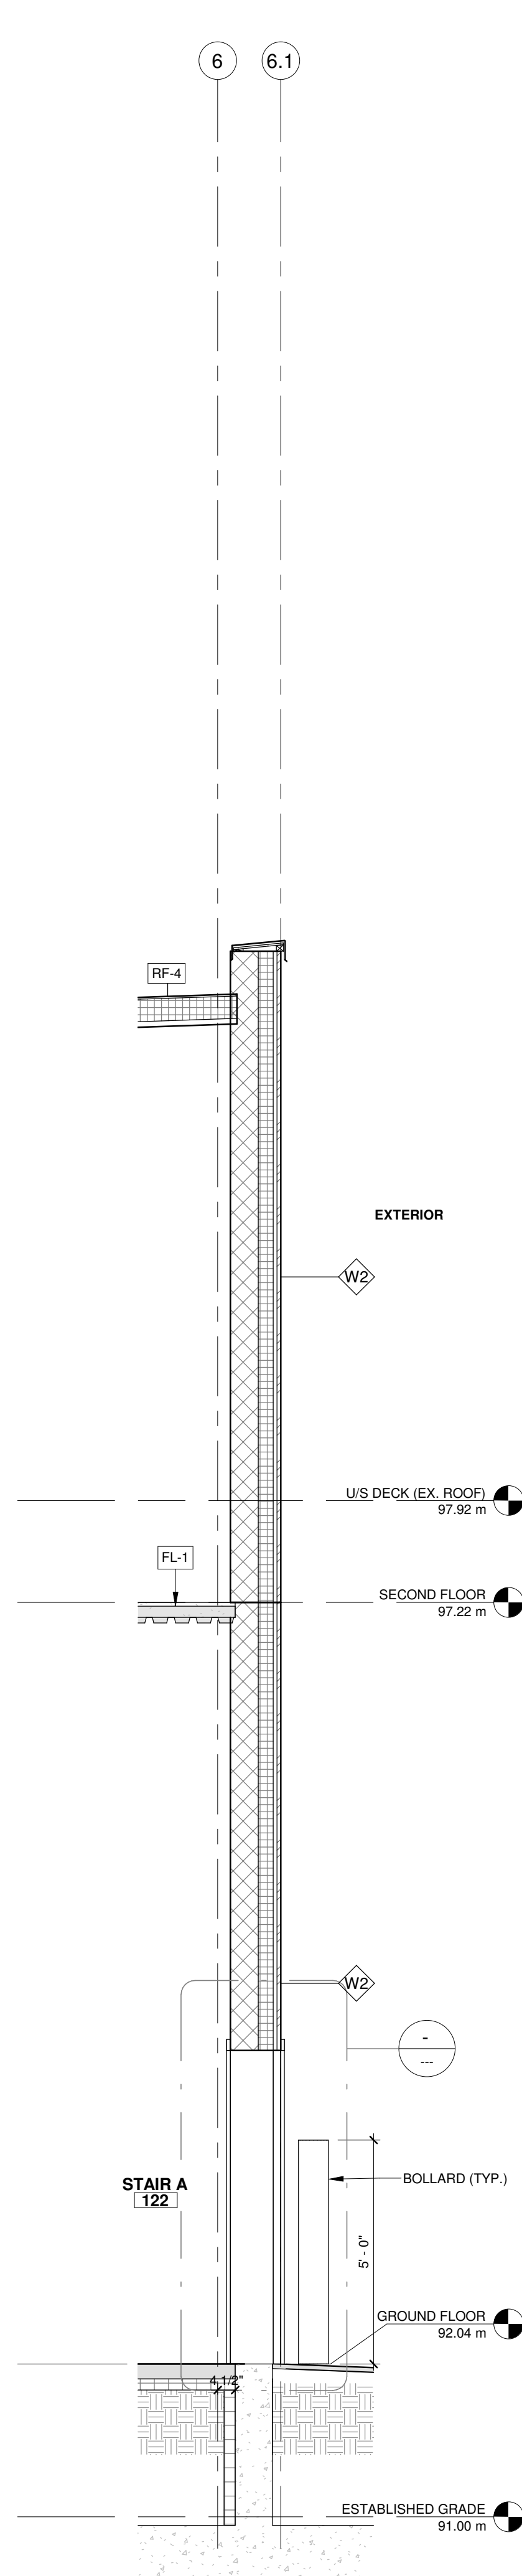 6
6.1
RF-4
EXTERIOR
W2
U/S DECK (EX. ROOF)
97.92 m
FL-1
SECOND FLOOR
97.22 m
W2
-
---
STAIR A
122
BOLLARD (TYP.)
5' - 0"
GROUND FLOOR
92.04 m
4 1/2"
ESTABLISHED GRADE
91.00 m